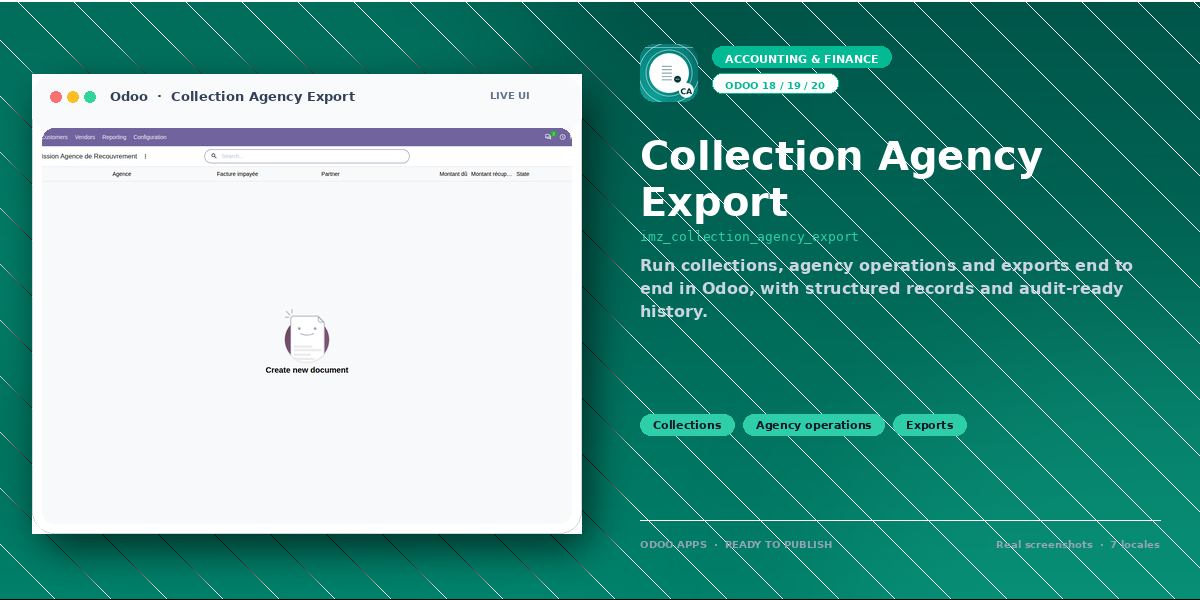 Odoo · Collection Agency Export
LIVE UI
ustomers Vendors Reporting Configuration
ission Agence de Recouvrement
Search...
Agence Facture impayée Partner Montant dû Montant récup... State
Create new document
CA
ACCOUNTING & FINANCE
ODOO 18 / 19 / 20
Collection Agency
Export
imz_collection_agency_export
Run collections, agency operations and exports end to
end in Odoo, with structured records and audit-ready
history.
Collections Agency operations Exports
ODOO APPS · READY TO PUBLISH
Real screenshots · 7 locales